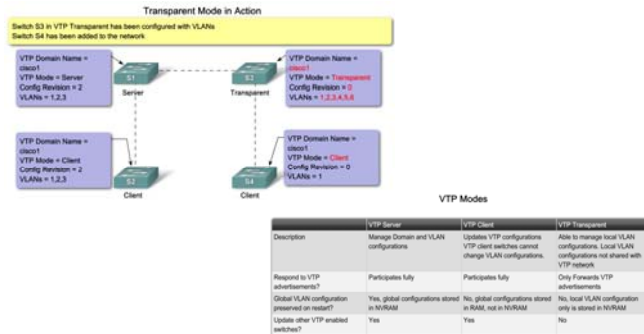 Transparent Mode in Action
Switch S3 in VTP Transparent has been configured with VLANs
Switch S4 has been added to the network
VTP Domain Name =
cisco1
VTP Mode = Server
Config Revision = 2
VLANs = 1,2,3
S1
Server
S3
Transparent
VTP Domain Name =
cisco1
VTP Mode = Transparent
Config Revision = 0
VLANs = 1,2,3,4,5,6
VTP Domain Name =
cisco1
VTP Mode = Client
Config Revision = 2
VLANs = 1,2,3
S2
Client
S4
Client
VTP Domain Name =
cisco1
VTP Mode = Client
Config Revision = 0
VLANs = 1
VTP Modes
VTP Server
VTP Client
VTP Transparent
Description
Manage Domain and VLAN
configurations
Updates VTP configurations
VTP client switches cannot
change VLAN configurations.
Able to manage local VLAN
configurations. Local VLAN
configurations not shared with
VTP network
Respond to VTP
advertisements?
Participates fully
Participates fully
Only Forwards VTP
advertisements
Global VLAN configuration
preserved on restart?
Yes, global configurations stored
in NVRAM
No, global configurations stored
in RAM, not in NVRAM
No, local VLAN configuration
only is stored in NVRAM
Update other VTP enabled
switches?
Yes
Yes
No